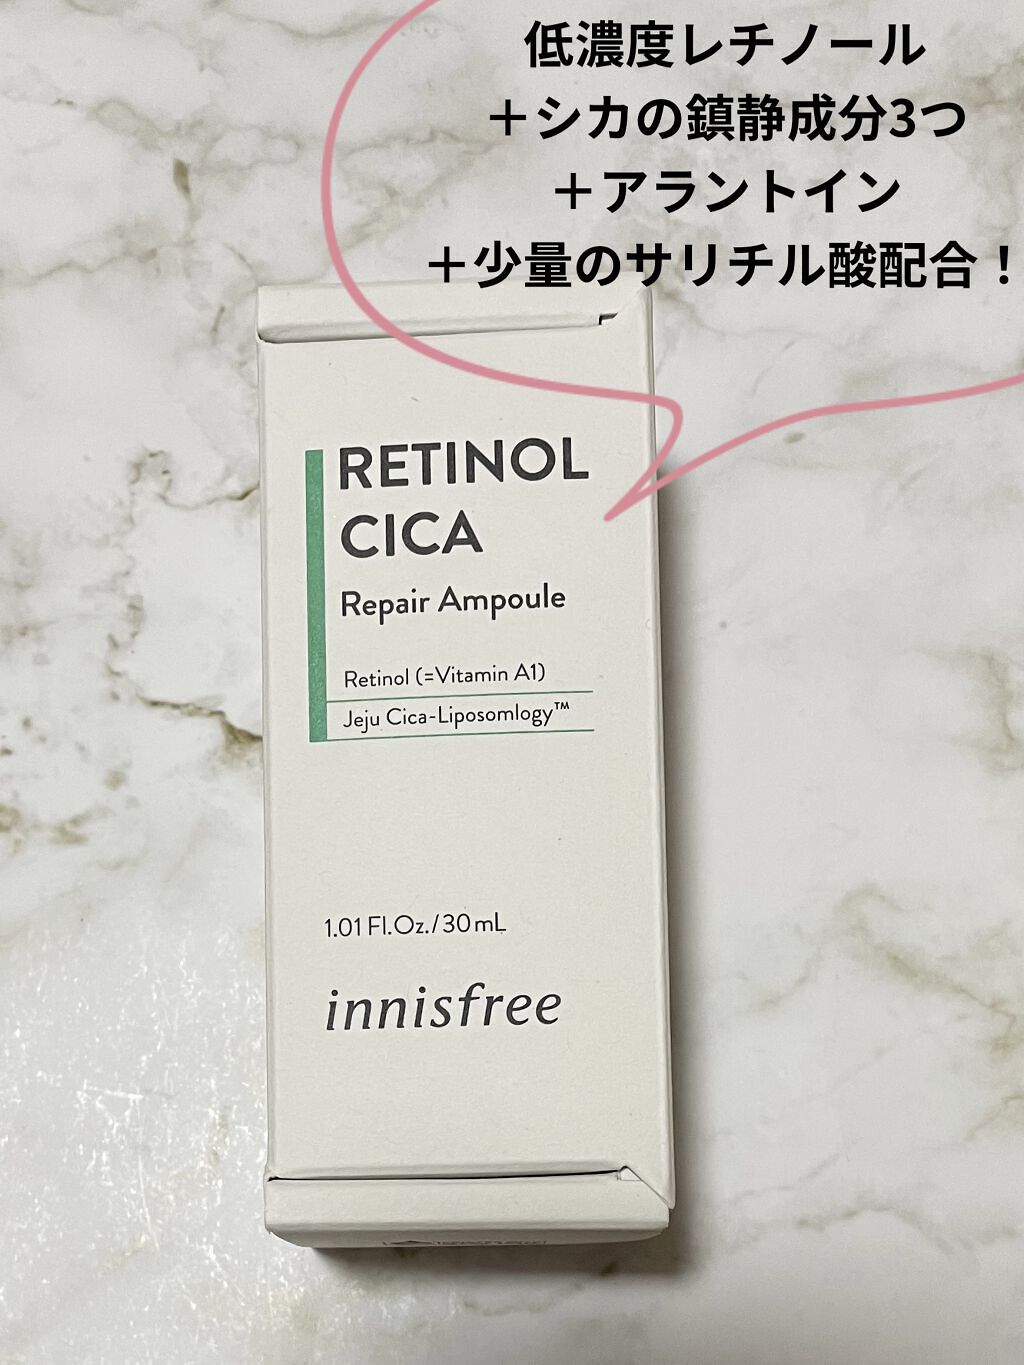 低濃度レチノール
＋シカの鎮静成分3つ
＋アラントイン
＋少量のサリチル酸配合！
RETINOL
CICA
Repair Ampoule
Retinol (=Vitamin A1)
Jeju Cica-Liposomlogy™
1.01 Fl.Oz./30mL
innisfree